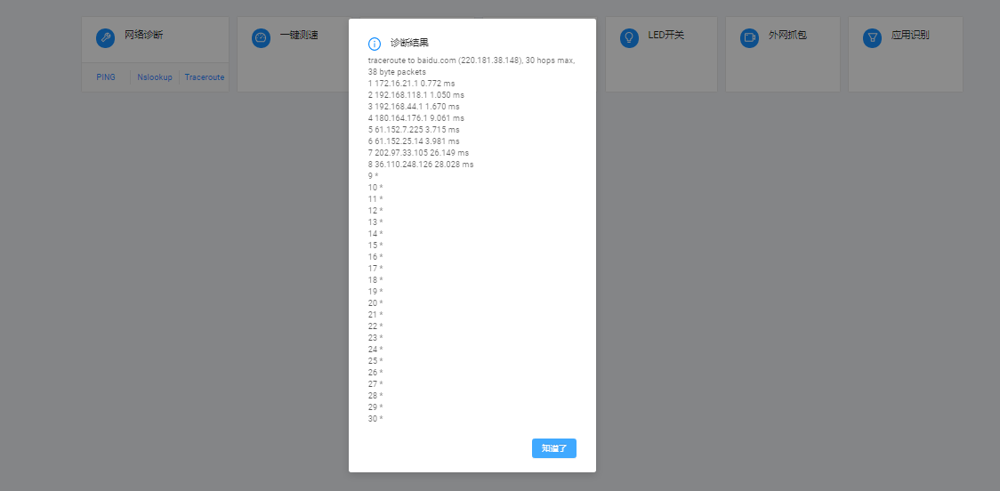 网络诊断
PING
Nslookup
Traceroute
一键测速
诊断结果
traceroute to baidu.com (220.181.38.148), 30 hops max,
38 byte packets
1 172.16.21.1 0.772 ms
2 192.168.118.1 1.050 ms
3 192.168.44.1 1.670 ms
4 180.164.176.1 9.061 ms
5 61.152.7.225 3.715 ms
6 61.152.25.14 3.981 ms
7 202.97.33.105 26.149 ms
8 36.110.248.126 28.028 ms
9 *
10 *
11 *
12 *
13 *
14 *
15 *
16 *
17 *
18 *
19 *
20 *
21 *
22 *
23 *
24 *
25 *
26 *
27 *
28 *
29 *
30 *
知道了
LED开关
外网抓包
应用识别